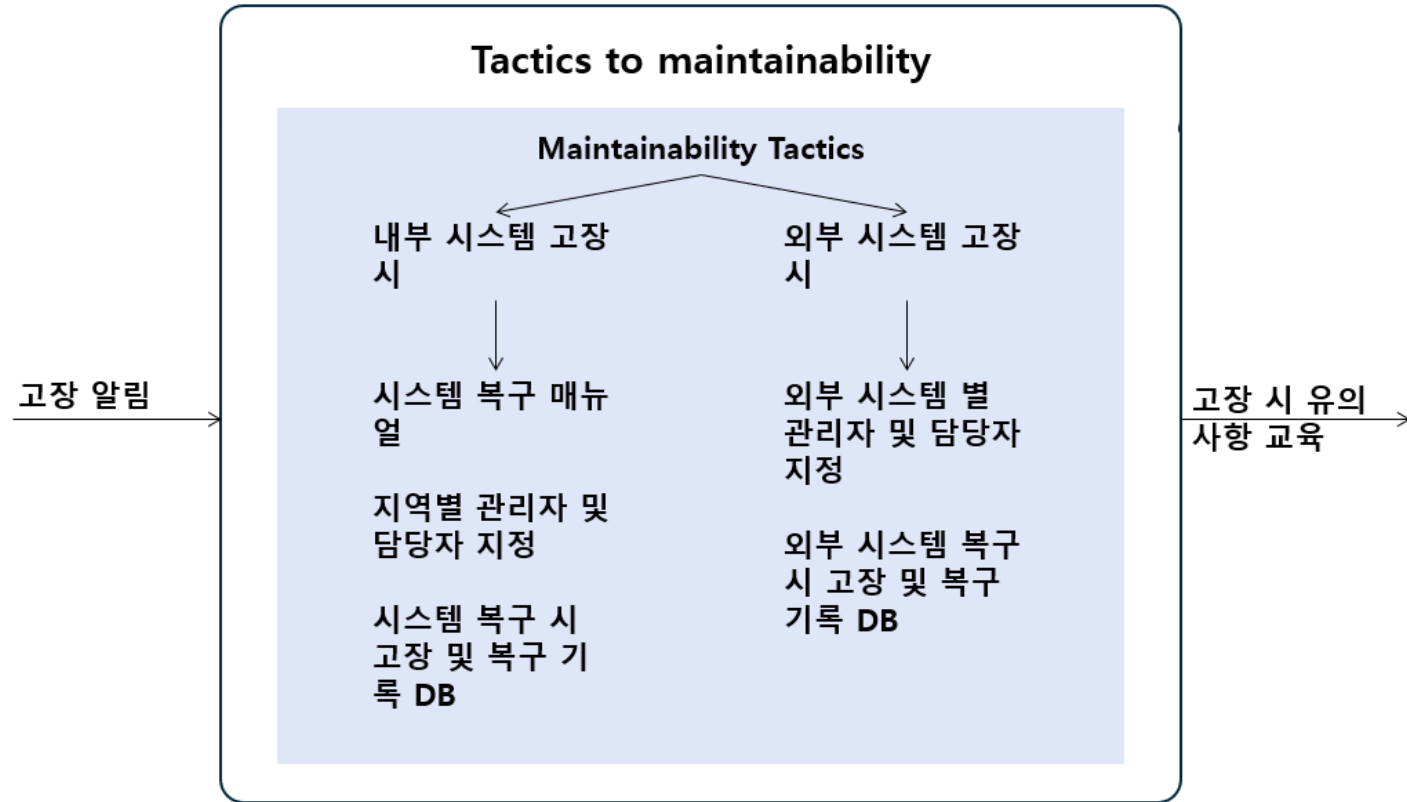 Tactics to maintainability
Maintainability Tactics
내부 시스템 고장
시
외부 시스템 고장
시
고장 알림
시스템 복구 매뉴
얼
지역별 관리자 및
담당자 지정
시스템 복구 시
고장 및 복구 기
록 DB
외부 시스템 별
관리자 및 담당자
지정
외부 시스템 복구
시 고장 및 복구
기록 DB
고장 시 유의
사항 교육